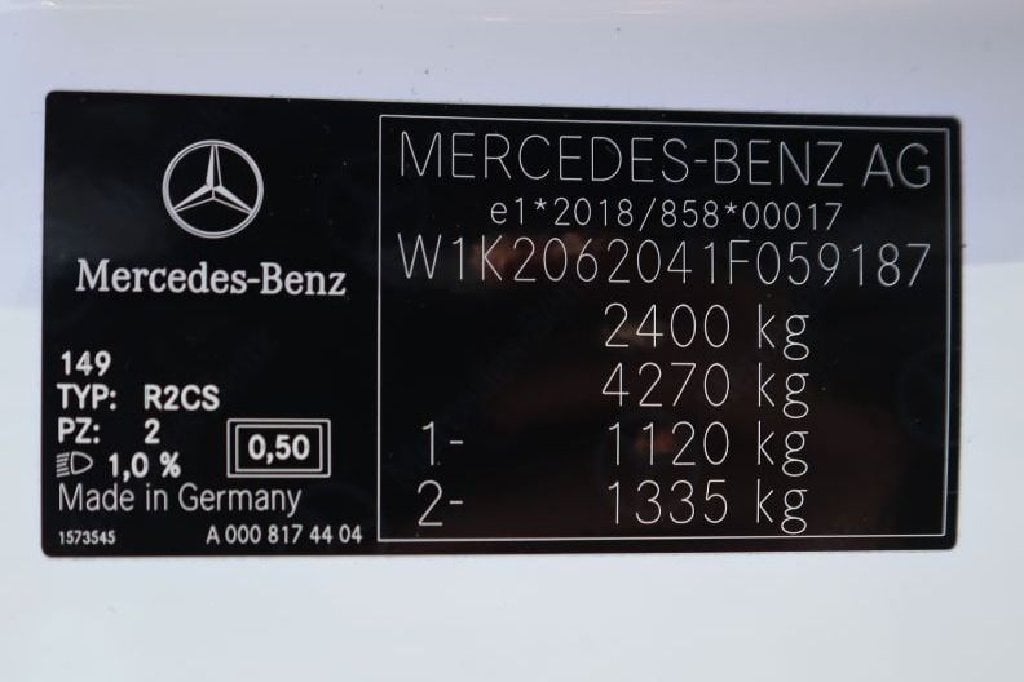 Mercedes-Benz
149
TYP: R2CS
PZ: 2
1,0 %
0,50
Made in Germany
1573545
A 000 817 44 04
MERCEDES-BENZ AG
e1*2018/858*00017
W1K2062041F059187
2400 kg
4270 kg
1- 1120 kg
2- 1335 kg